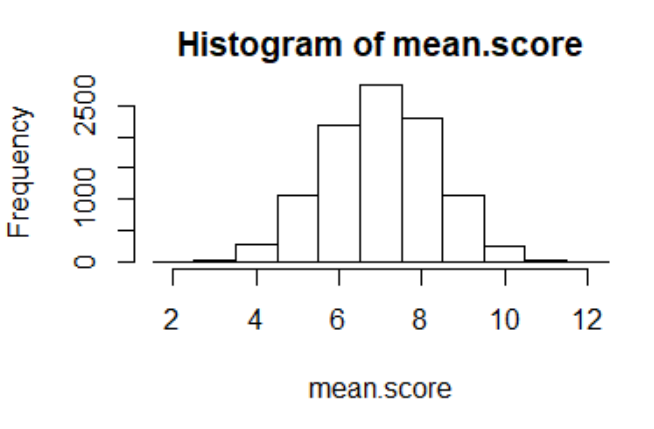 Histogram of mean.score
Frequency
2500
1000
0
2 4 6 8 10 12
mean.score